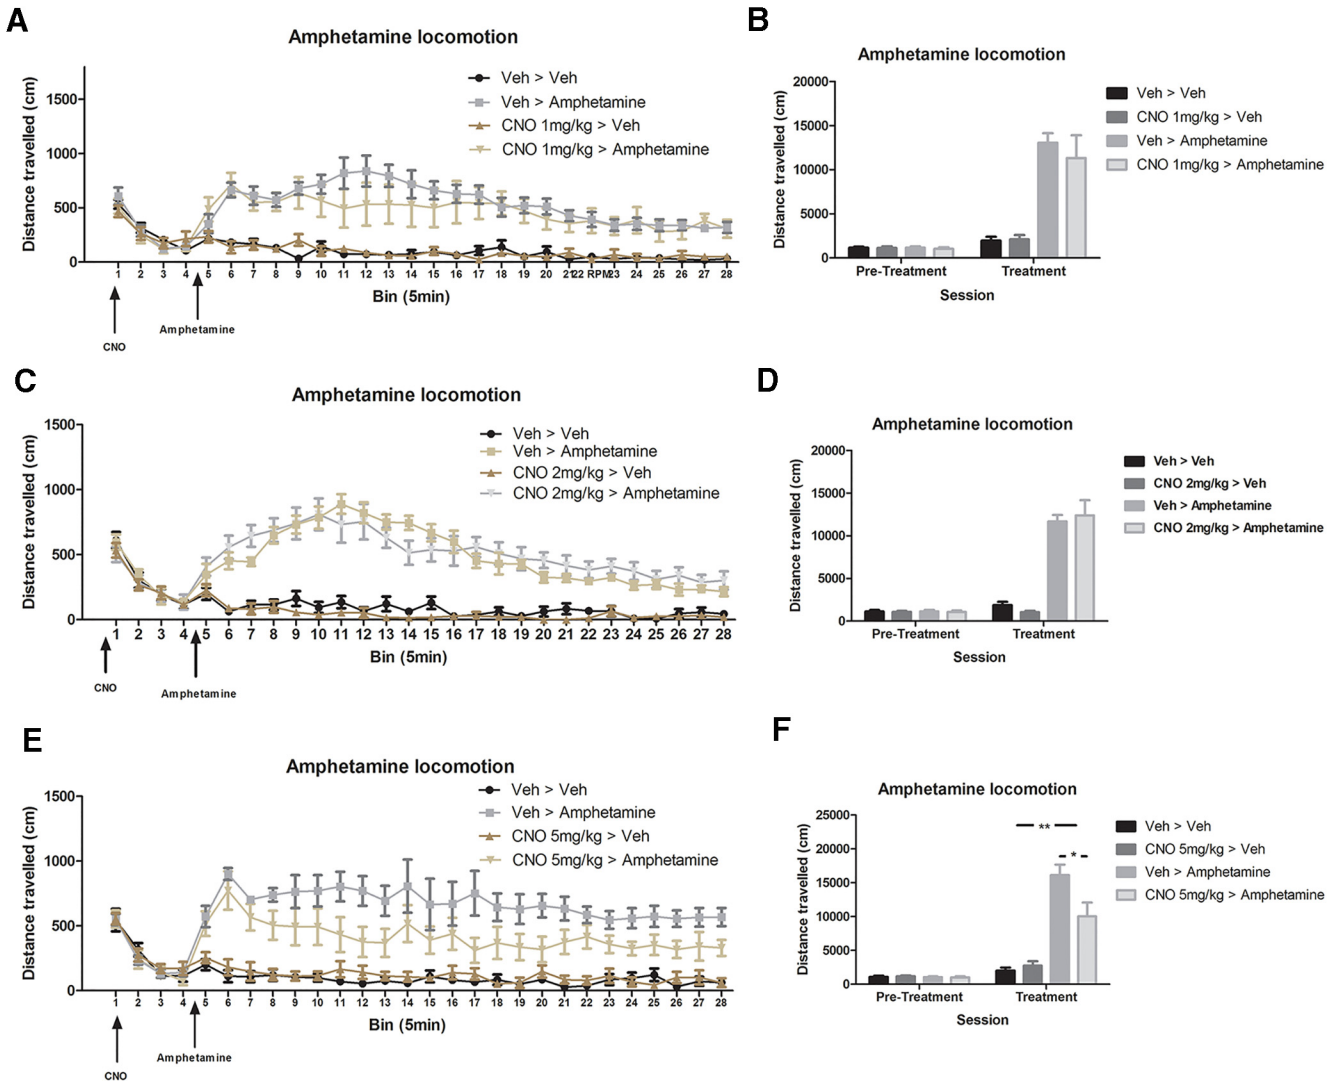 A
Amphetamine locomotion
Distance travelled (cm)
1500
1000
500
0
Veh > Veh
Veh > Amphetamine
CNO 1mg/kg > Veh
CNO 1mg/kg > Amphetamine
1 2 3 4 5 6 7 8 9 10 11 12 13 14 15 16 17 18 19 20 2122 RPM23 24 25 26 27 28
Bin (5min)
Amphetamine
CNO
B
Amphetamine locomotion
Distance travelled (cm)
20000
15000
10000
5000
0
Veh > Veh
CNO 1mg/kg > Veh
Veh > Amphetamine
CNO 1mg/kg > Amphetamine
Pre-Treatment Treatment
Session
C
Amphetamine locomotion
Distance travelled (cm)
1500
1000
500
0
Veh > Veh
Veh > Amphetamine
CNO 2mg/kg > Veh
CNO 2mg/kg > Amphetamine
1 2 3 4 5 6 7 8 9 10 11 12 13 14 15 16 17 18 19 20 21 22 23 24 25 26 27 28
Bin (5min)
CNO
Amphetamine
D
Amphetamine locomotion
Distance travelled (cm)
20000
15000
10000
5000
0
Veh > Veh
CNO 2mg/kg > Veh
Veh > Amphetamine
CNO 2mg/kg > Amphetamine
Pre-Treatment Treatment
Session
E
Amphetamine locomotion
Distance travelled (cm)
1500
1000
500
0
Veh > Veh
Veh > Amphetamine
CNO 5mg/kg > Veh
CNO 5mg/kg > Amphetamine
1 2 3 4 5 6 7 8 9 10 11 12 13 14 15 16 17 18 19 20 21 22 23 24 25 26 27 28
Bin (5min)
Amphetamine
CNO
F
Amphetamine locomotion
Distance travelled (cm)
25000
20000
15000
10000
5000
0
**
*
Veh > Veh
CNO 5mg/kg > Veh
Veh > Amphetamine
CNO 5mg/kg > Amphetamine
Pre-Treatment Treatment
Session